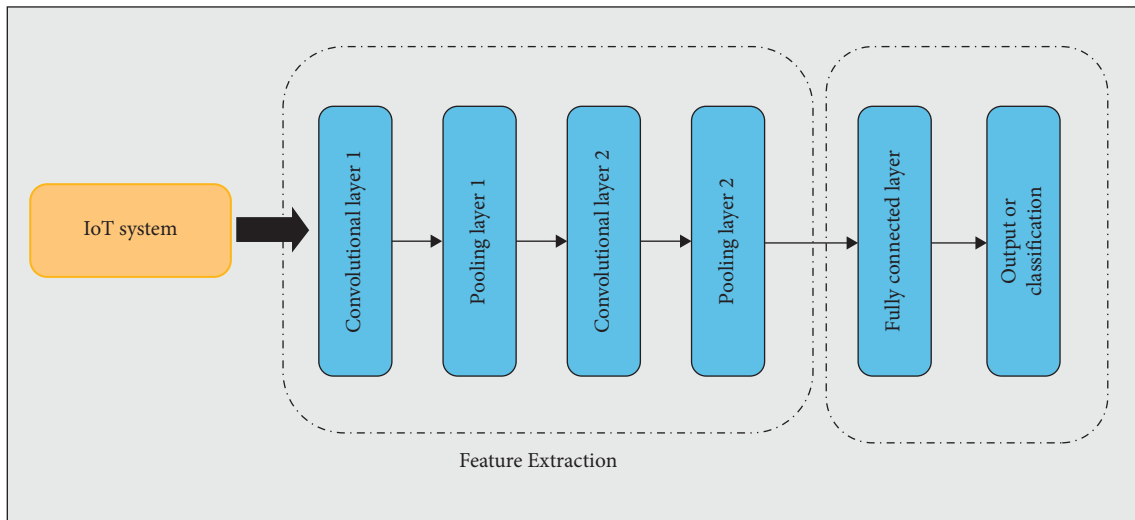 IoT system
Convolutional layer 1
Pooling layer 1
Convolutional layer 2
Pooling layer 2
Fully connected layer
Output or
classification
Feature Extraction